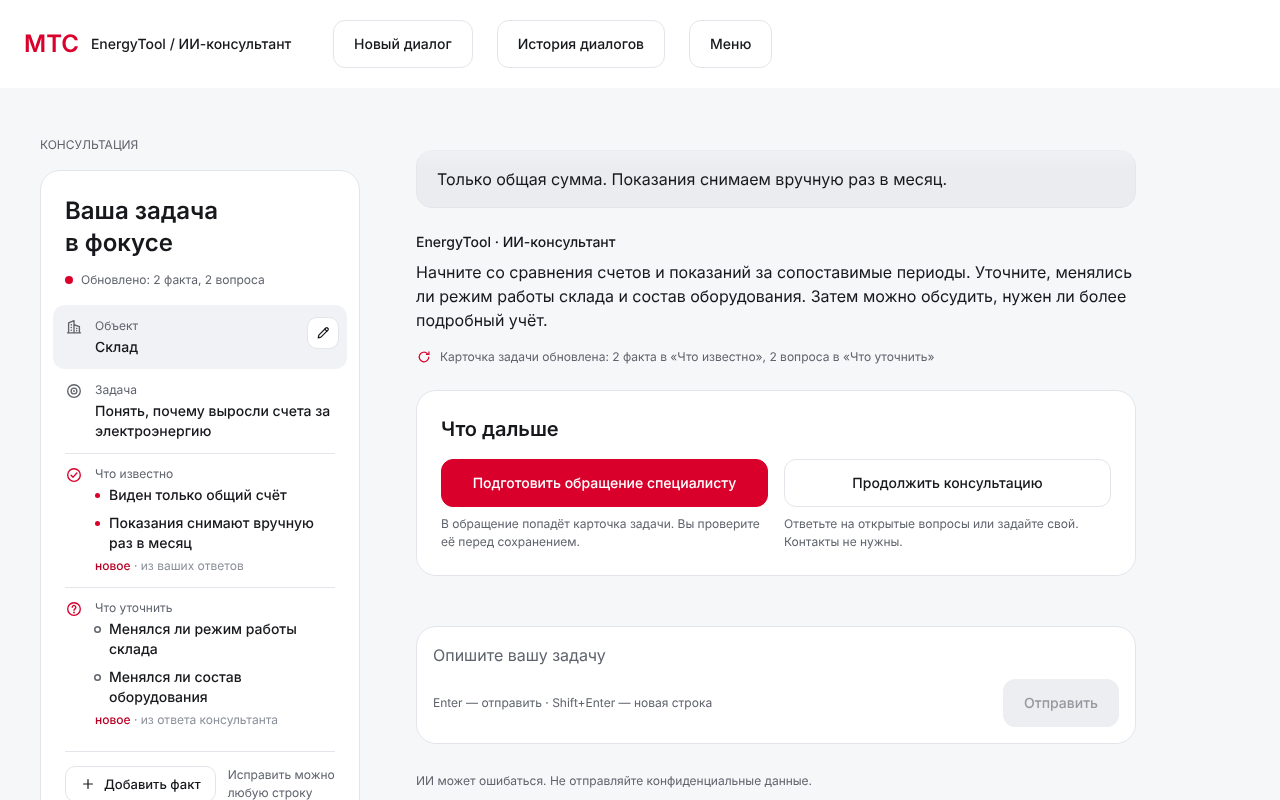 МТС EnergyTool / ИИ-консультант Новый диалог История диалогов Меню
КОНСУЛЬТАЦИЯ
Ваша задача
в фокусе
Обновлено: 2 факта, 2 вопроса
Объект
Склад
Задача
Понять, почему выросли счета за
электроэнергию
Что известно
Виден только общий счёт
Показания снимают вручную
раз в месяц
новое · из ваших ответов
Что уточнить
Менялся ли режим работы
склада
Менялся ли состав
оборудования
новое · из ответа консультанта
+ Добавить факт
Исправить можно
любую строку
Только общая сумма. Показания снимаем вручную раз в месяц.
EnergyTool · ИИ-консультант
Начните со сравнения счетов и показаний за сопоставимые периоды. Уточните, менялись
ли режим работы склада и состав оборудования. Затем можно обсудить, нужен ли более
подробный учёт.
Карточка задачи обновлена: 2 факта в «Что известно», 2 вопроса в «Что уточнить»
Что дальше
Подготовить обращение специалисту
В обращение попадёт карточка задачи. Вы проверите
её перед сохранением.
Продолжить консультацию
Ответьте на открытые вопросы или задайте свой.
Контакты не нужны.
Опишите вашу задачу
Enter — отправить · Shift+Enter — новая строка
Отправить
ИИ может ошибаться. Не отправляйте конфиденциальные данные.